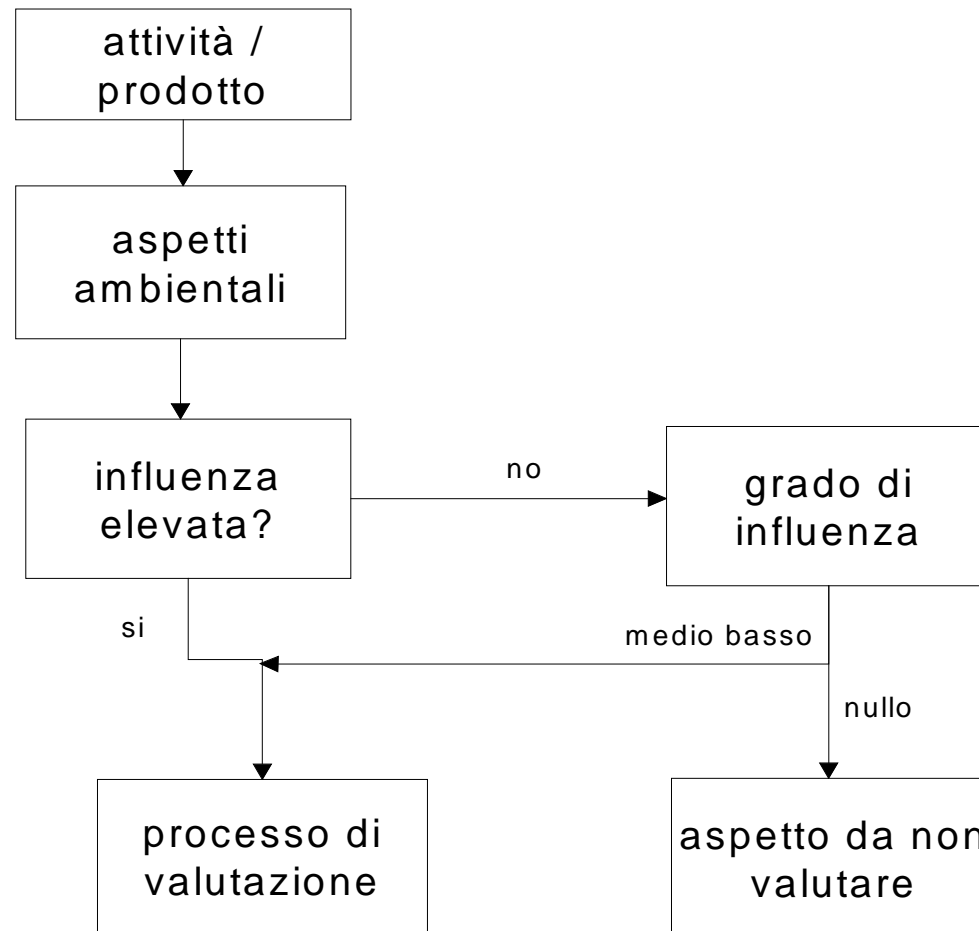 attività /
prodotto
aspetti
ambientali
influenza
elevata?
no
grado di
influenza
si
medio basso
nullo
processo di
valutazione
aspetto da non
valutare